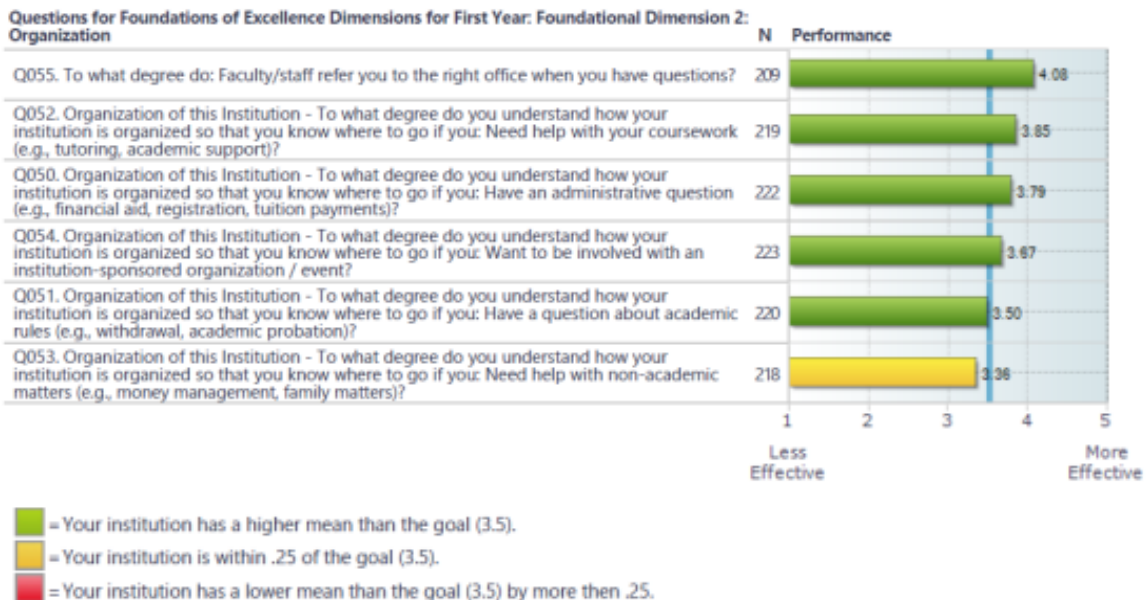 Questions for Foundations of Excellence Dimensions for First Year: Foundational Dimension 2:
Organization N Performance
Q055. To what degree do: Faculty/staff refer you to the right office when you have questions? 209 4.08
Q052. Organization of this Institution - To what degree do you understand how your
institution is organized so that you know where to go if you: Need help with your coursework 219 3.85
(e.g., tutoring, academic support)?
Q050. Organization of this Institution - To what degree do you understand how your
institution is organized so that you know where to go if you: Have an administrative question 222 3.79
(e.g., financial aid, registration, tuition payments)?
Q054. Organization of this Institution - To what degree do you understand how your
institution is organized so that you know where to go if you: Want to be involved with an 223 3.67
institution-sponsored organization / event?
Q051. Organization of this Institution - To what degree do you understand how your
institution is organized so that you know where to go if you: Have a question about academic 220 3.50
rules (e.g., withdrawal, academic probation)?
Q053. Organization of this Institution - To what degree do you understand how your
institution is organized so that you know where to go if you: Need help with non-academic 218 3.36
matters (e.g., money management, family matters)?
1 2 3 4 5
Less More
Effective Effective
= Your institution has a higher mean than the goal (3.5).
= Your institution is within .25 of the goal (3.5).
= Your institution has a lower mean than the goal (3.5) by more then .25.